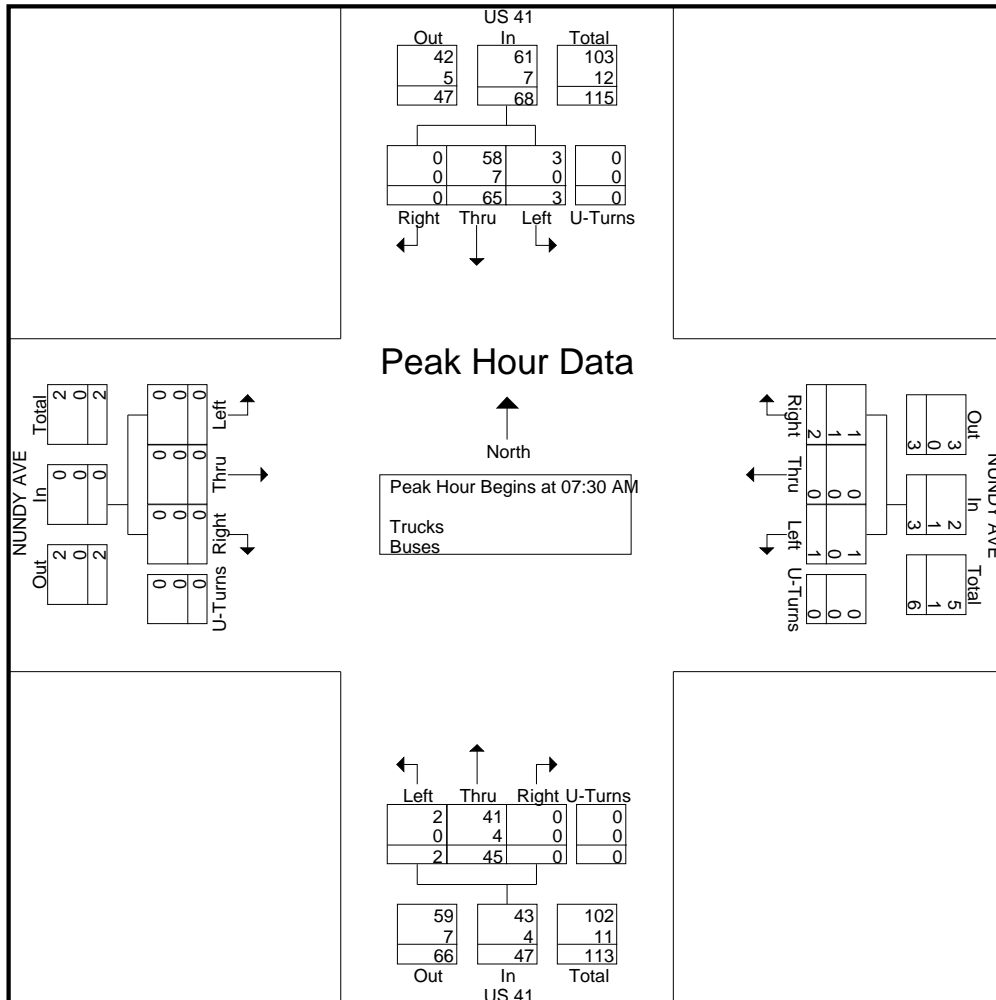 US 41
Out In Total
42 61 103
5 7 12
47 68 115
0 58 3 0
0 7 0 0
0 65 3 0
Right Thru Left U-Turns
Peak Hour Data
North
Peak Hour Begins at 07:30 AM
Trucks
Buses
NUNDY AVE
Total In Out
2 0 2
0 0 0
2 0 2
Left Thru Right U-Turns
0 0 0 0
0 0 0 0
0 0 0 0
NUNDY AVE
Out In Total
3 2 5
0 1 1
3 3 6
Right Thru Left U-Turns
1 0 1 0
1 0 0 0
2 0 1 0
Left Thru Right U-Turns
2 41 0 0
0 4 0 0
2 45 0 0
59 43 102
7 4 11
66 47 113
Out In Total
US 41